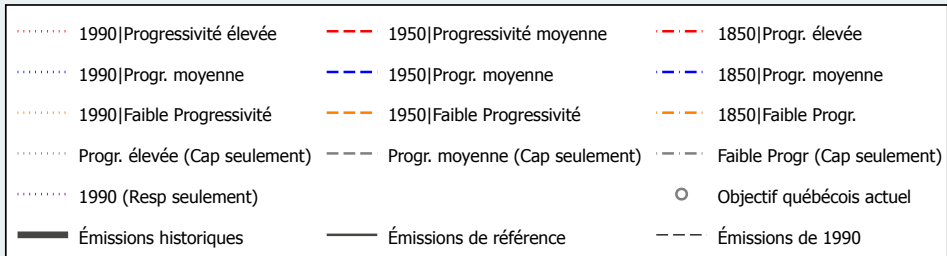 1990|Progressivité élevée 1950|Progressivité moyenne 1850|Progr. élevée
1990|Progr. moyenne 1950|Progr. moyenne 1850|Progr. moyenne
1990|Faible Progressivité 1950|Faible Progressivité 1850|Faible Progr.
Progr. élevée (Cap seulement) Progr. moyenne (Cap seulement) Faible Progr (Cap seulement)
1990 (Resp seulement) Objectif québécois actuel
Émissions historiques Émissions de référence Émissions de 1990